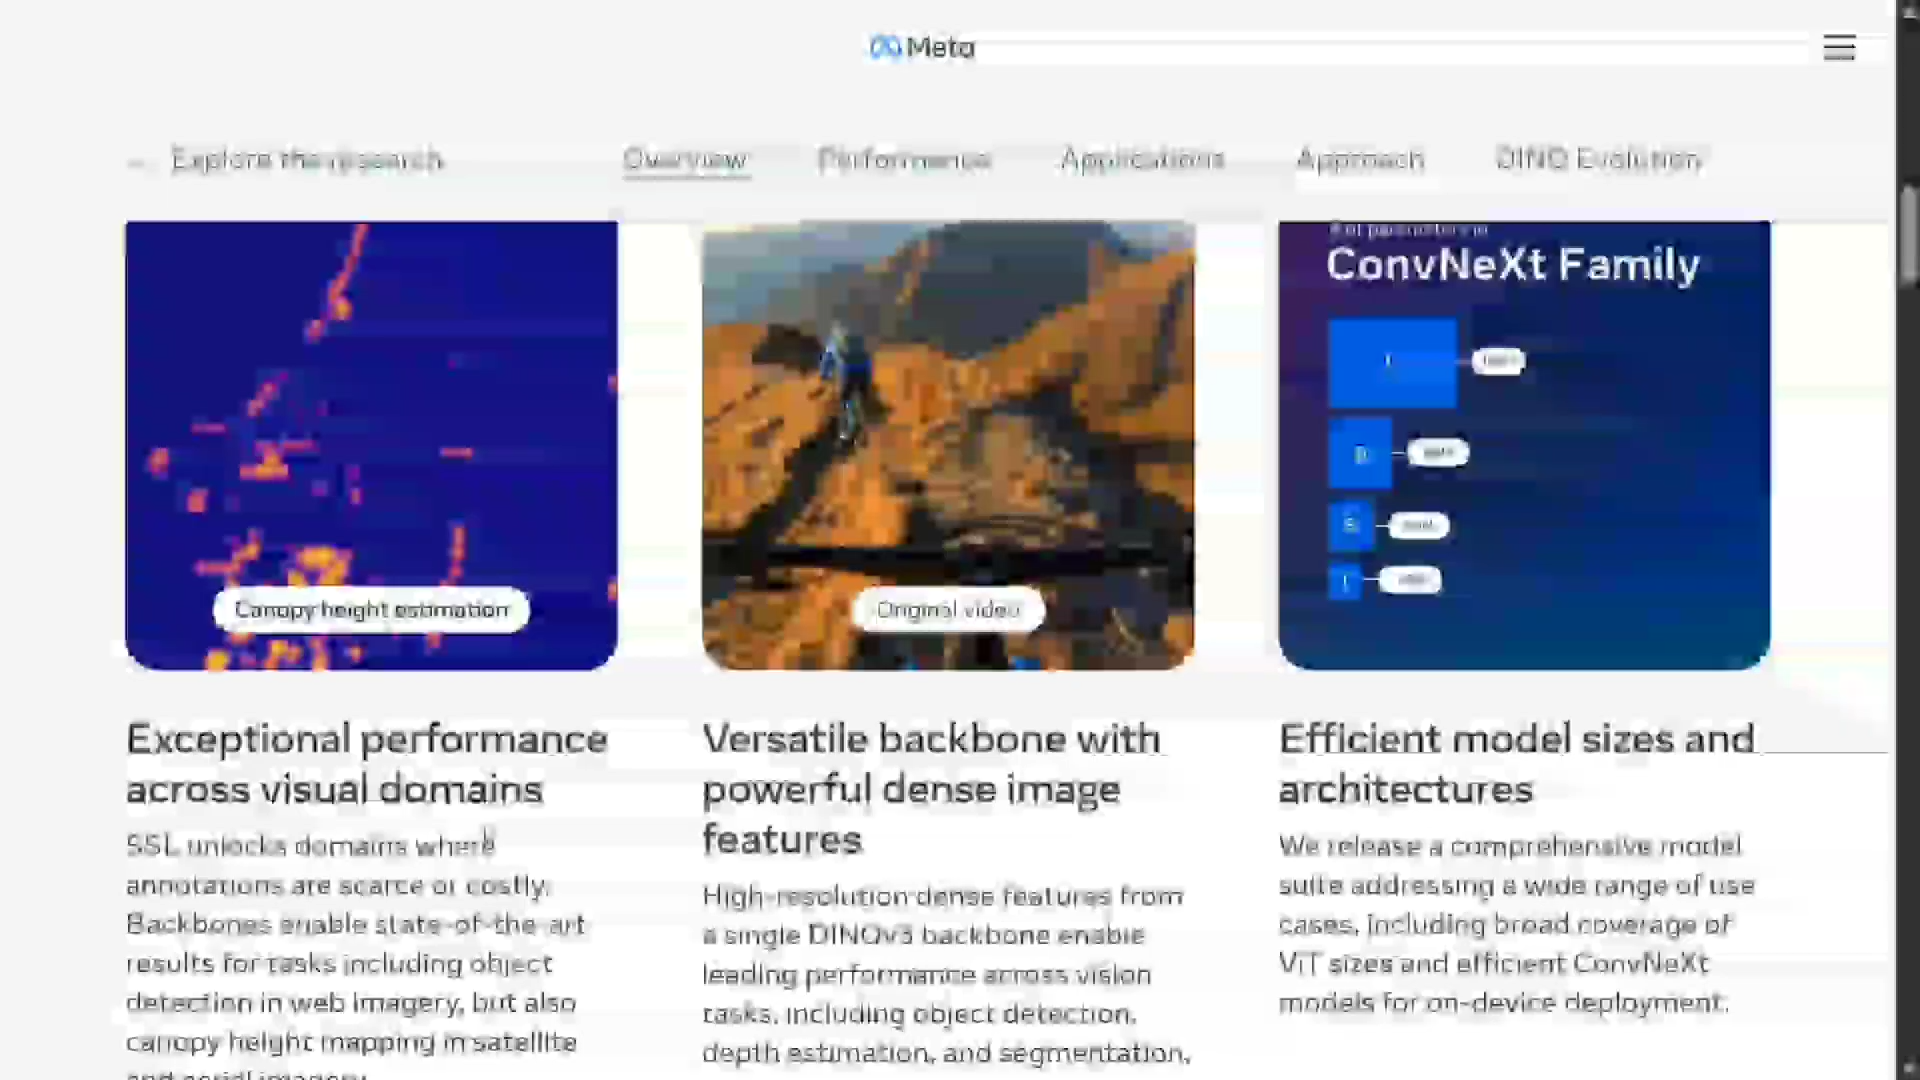 Meta
Explore the research
Overview
Performance
Applications
Approach
DINO Evolution
Canopy height estimation
Exceptional performance
across visual domains
SSL unlocks domains where
annotations are scarce or costly.
Backbones enable state-of-the-art
results for tasks including object
detection in web imagery, but also
canopy height mapping in satellite
and aerial imagery.
Original video
Versatile backbone with
powerful dense image
features
High-resolution dense features from
a single DINOv3 backbone enable
leading performance across vision
tasks, including object detection,
depth estimation, and segmentation,
ConvNeXt Family
L
B
S
T
Efficient model sizes and
architectures
We release a comprehensive model
suite addressing a wide range of use
cases, including broad coverage of
ViT sizes and efficient ConvNeXt
models for on-device deployment.